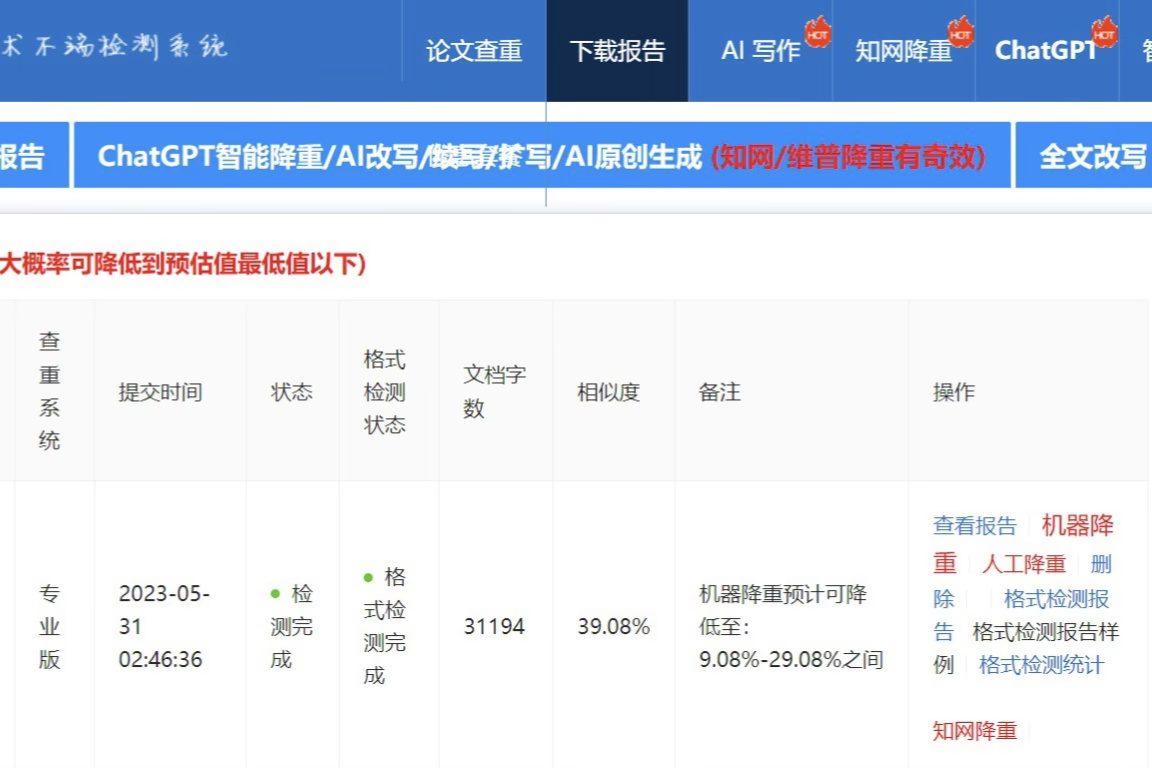 术不端检测系统
论文查重
下载报告
AI 写作
HOT
知网降重
HOT
ChatGPT
HOT
报告
ChatGPT智能降重/AI改写/续写/扩写/AI原创生成 (知网/维普降重有奇效)
全文改写
大概率可降低到预估值最低值以下)
查
重
系
统
提交时间
状态
格式
检测
状态
文档字
数
相似度
备注
操作
专
业
版
2023-05-
31
02:46:36
检
测完
成
格
式检
测完
成
31194
39.08%
机器降重预计可降
低至：
9.08%-29.08%之间
查看报告 机器降
重 人工降重 删
除 格式检测报
告 格式检测报告样
例 格式检测统计
知网降重